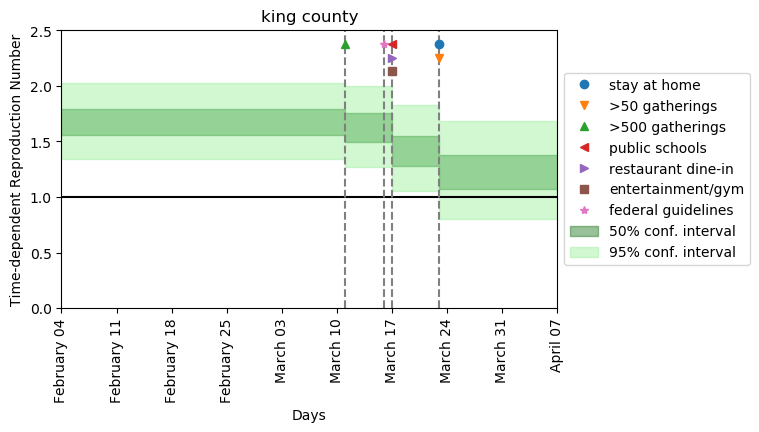 king county
Time-dependent Reproduction Number
2.5
2.0
1.5
1.0
0.5
0.0
February 04
February 11
February 18
February 25
March 03
March 10
March 17
March 24
March 31
April 07
Days
stay at home
>50 gatherings
>500 gatherings
public schools
restaurant dine-in
entertainment/gym
federal guidelines
50% conf. interval
95% conf. interval